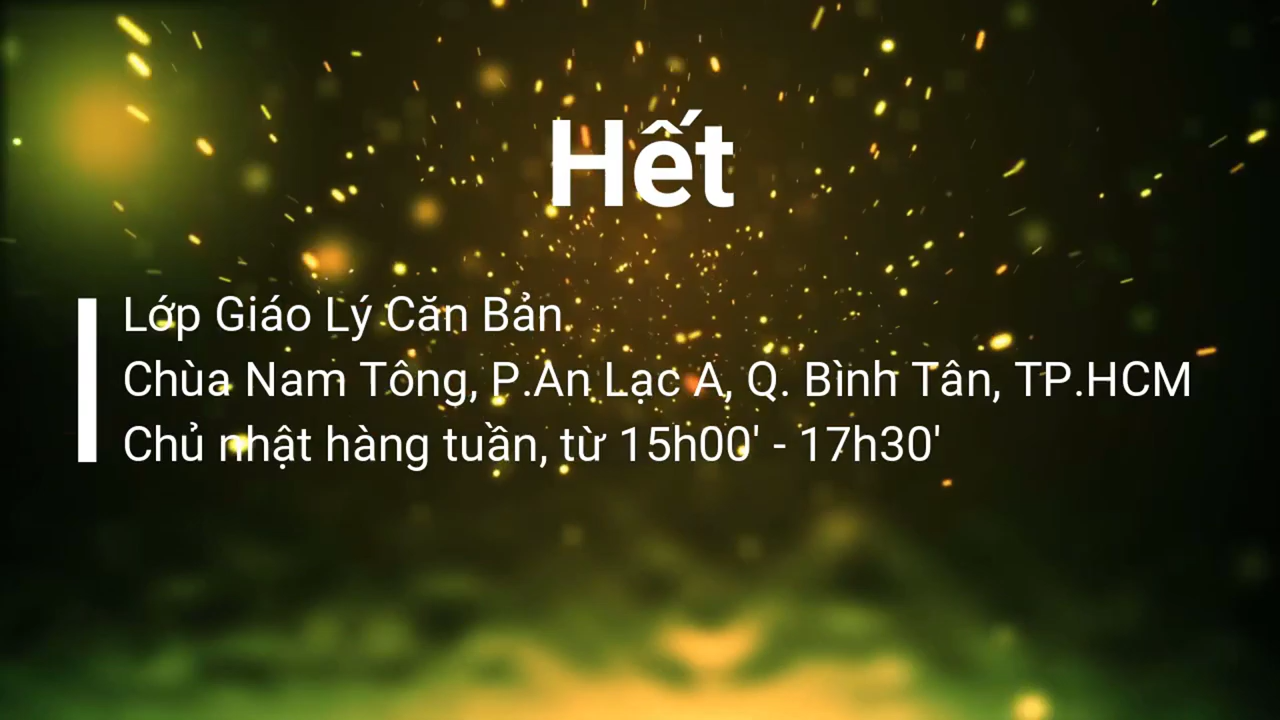 Hết
Lớp Giáo Lý Căn Bản
Chùa Nam Tông, P.An Lạc A, Q. Bình Tân, TP.HCM
Chủ nhật hàng tuần, từ 15h00' - 17h30'